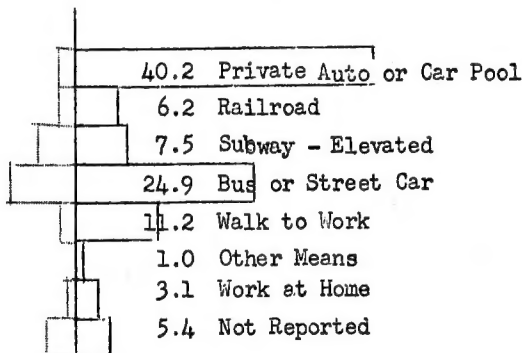 40.2 Private Auto or Car Pool
6.2 Railroad
7.5 Subway - Elevated
24.9 Bus or Street Car
11.2 Walk to Work
1.0 Other Means
3.1 Work at Home
5.4 Not Reported